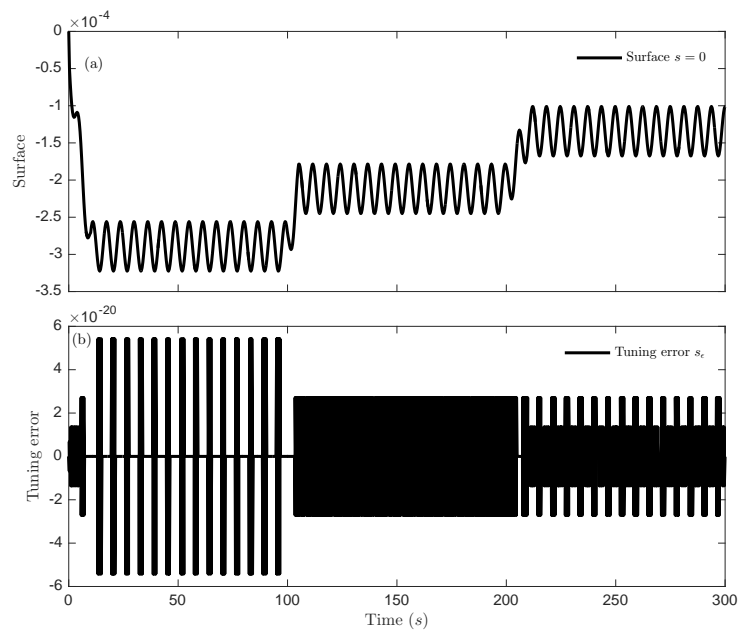 ×10-4
0
-0.5
-1
-1.5
-2
-2.5
-3
-3.5
Surface
(a)
Surface s = 0
×10-20
6
4
2
0
-2
-4
-6
Tuning error
(b)
Tuning error sϵ
0 50 100 150 200 250 300
Time (s)